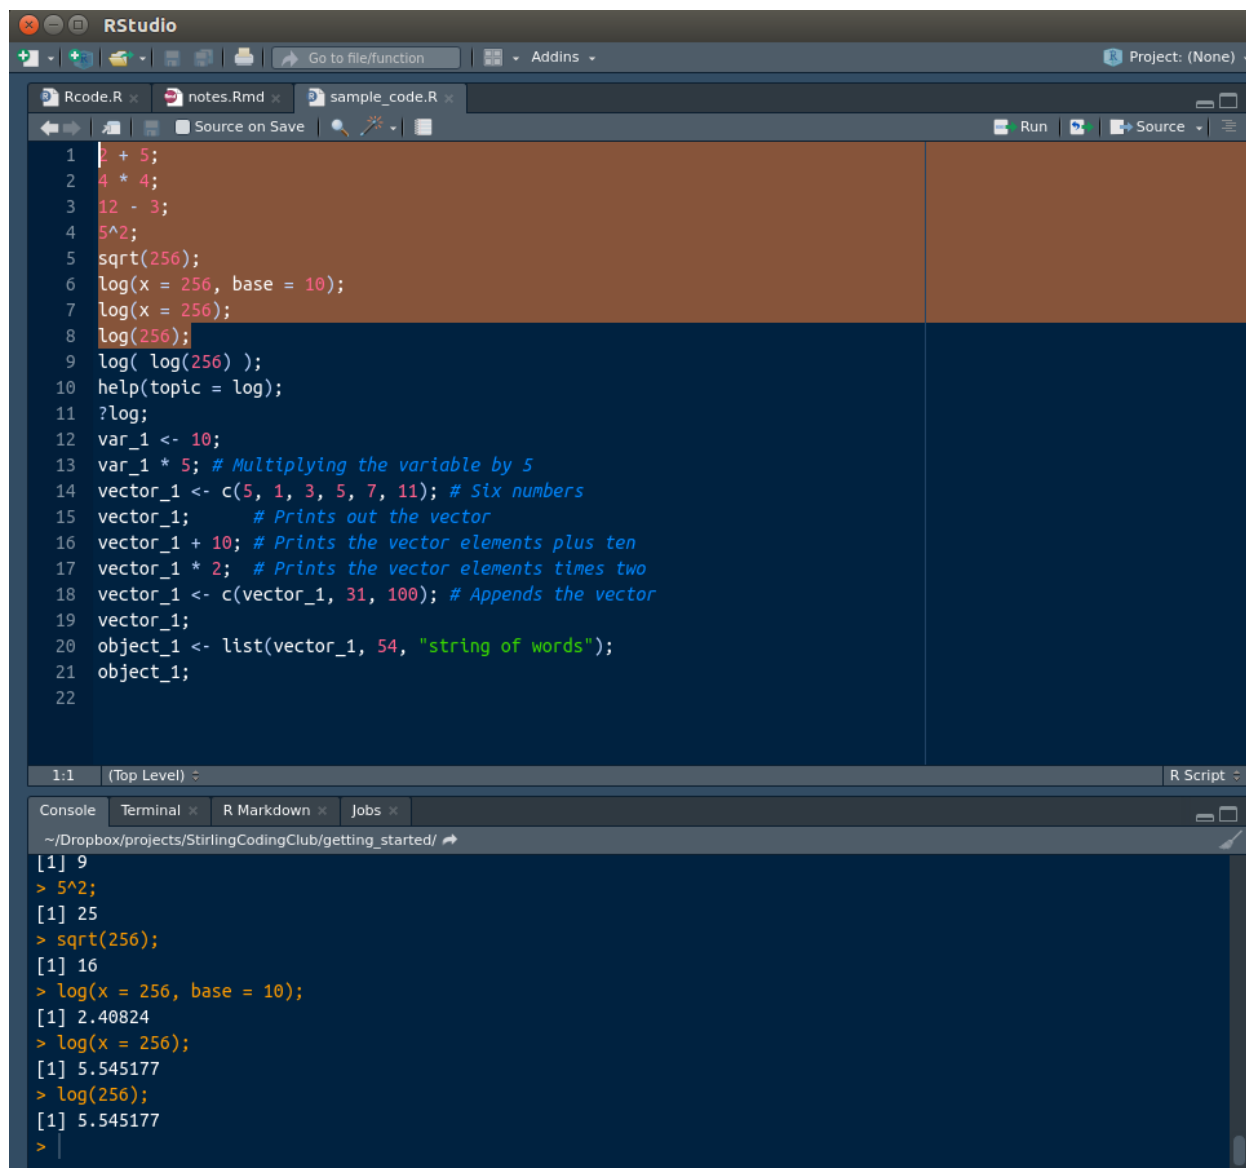 RStudio
Go to file/function Addins Project: (None)
Rcode.R × notes.Rmd × sample_code.R ×
Source on Save Run Source
1 2 + 5;
2 4 * 4;
3 12 - 3;
4 5^2;
5 sqrt(256);
6 log(x = 256, base = 10);
7 log(x = 256);
8 log(256);
9 log( log(256) );
10 help(topic = log);
11 ?log;
12 var_1 <- 10;
13 var_1 * 5; # Multiplying the variable by 5
14 vector_1 <- c(5, 1, 3, 5, 7, 11); # Six numbers
15 vector_1;      # Prints out the vector
16 vector_1 + 10; # Prints the vector elements plus ten
17 vector_1 * 2;  # Prints the vector elements times two
18 vector_1 <- c(vector_1, 31, 100); # Appends the vector
19 vector_1;
20 object_1 <- list(vector_1, 54, "string of words");
21 object_1;
22
1:1 (Top Level) R Script
Console Terminal × R Markdown × Jobs ×
~/Dropbox/projects/StirlingCodingClub/getting_started/
[1] 9
> 5^2;
[1] 25
> sqrt(256);
[1] 16
> log(x = 256, base = 10);
[1] 2.40824
> log(x = 256);
[1] 5.545177
> log(256);
[1] 5.545177
>